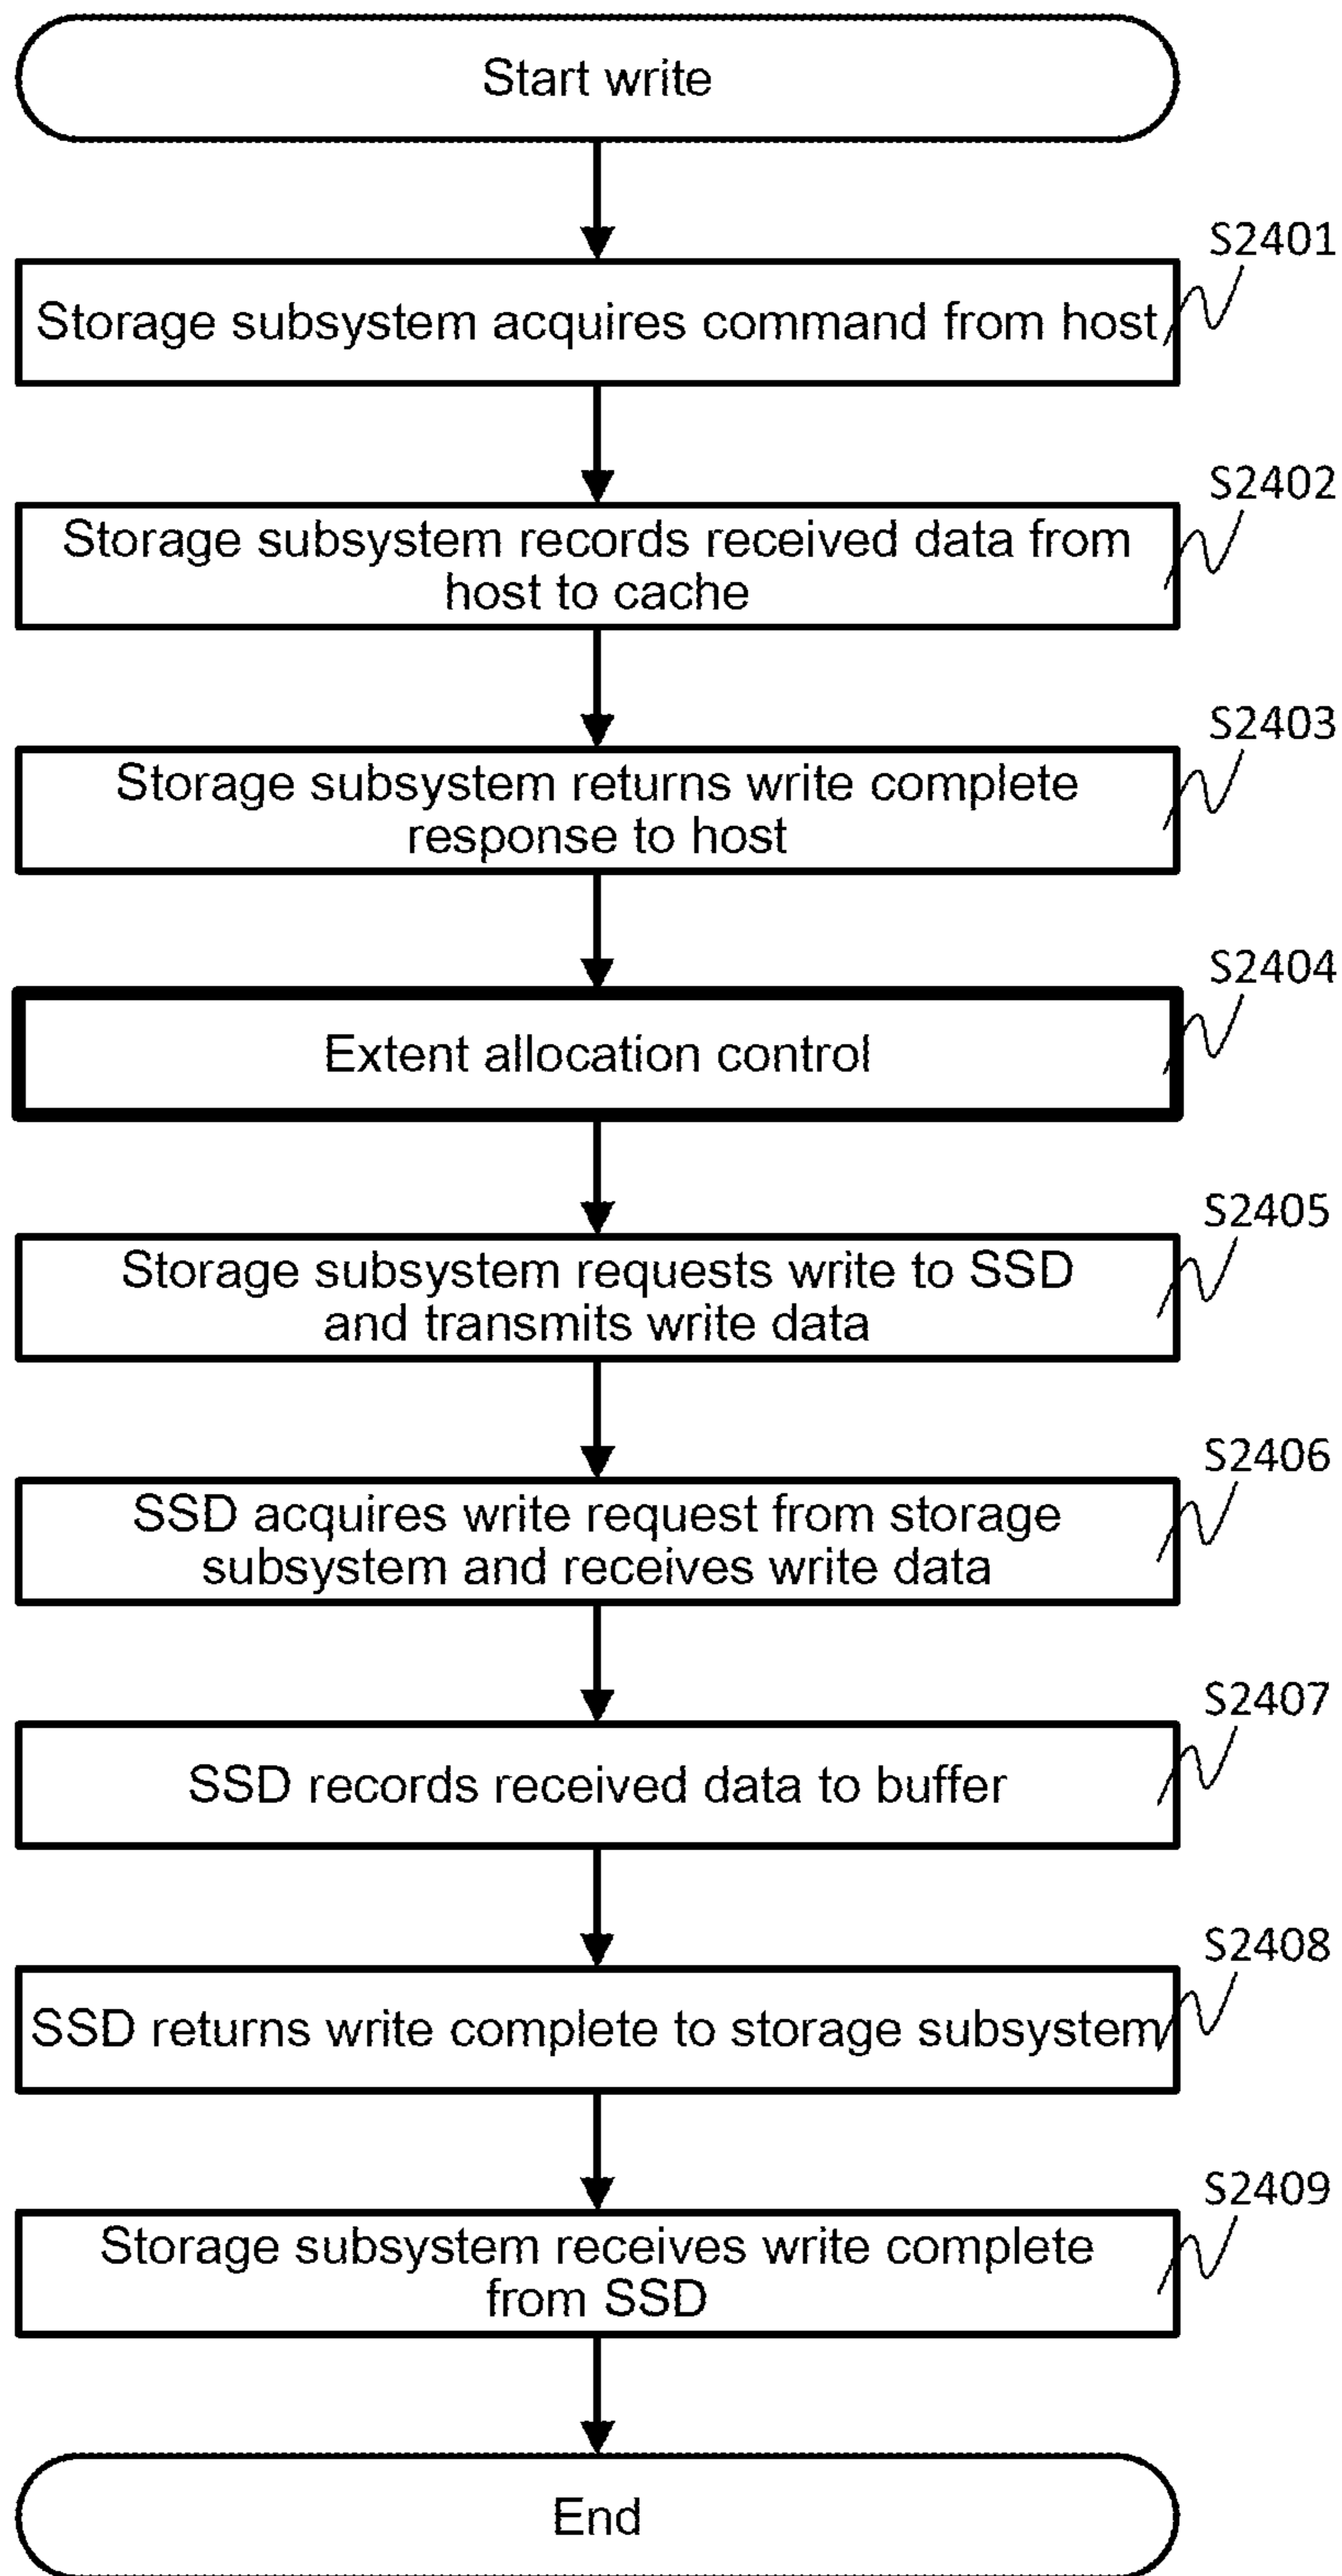 Start write
S2401
Storage subsystem acquires command from host
S2402
Storage subsystem records received data from
host to cache
S2403
Storage subsystem returns write complete
response to host
S2404
Extent allocation control
S2405
Storage subsystem requests write to SSD
and transmits write data
S2406
SSD acquires write request from storage
subsystem and receives write data
S2407
SSD records received data to buffer
S2408
SSD returns write complete to storage subsystem
S2409
Storage subsystem receives write complete
from SSD
End